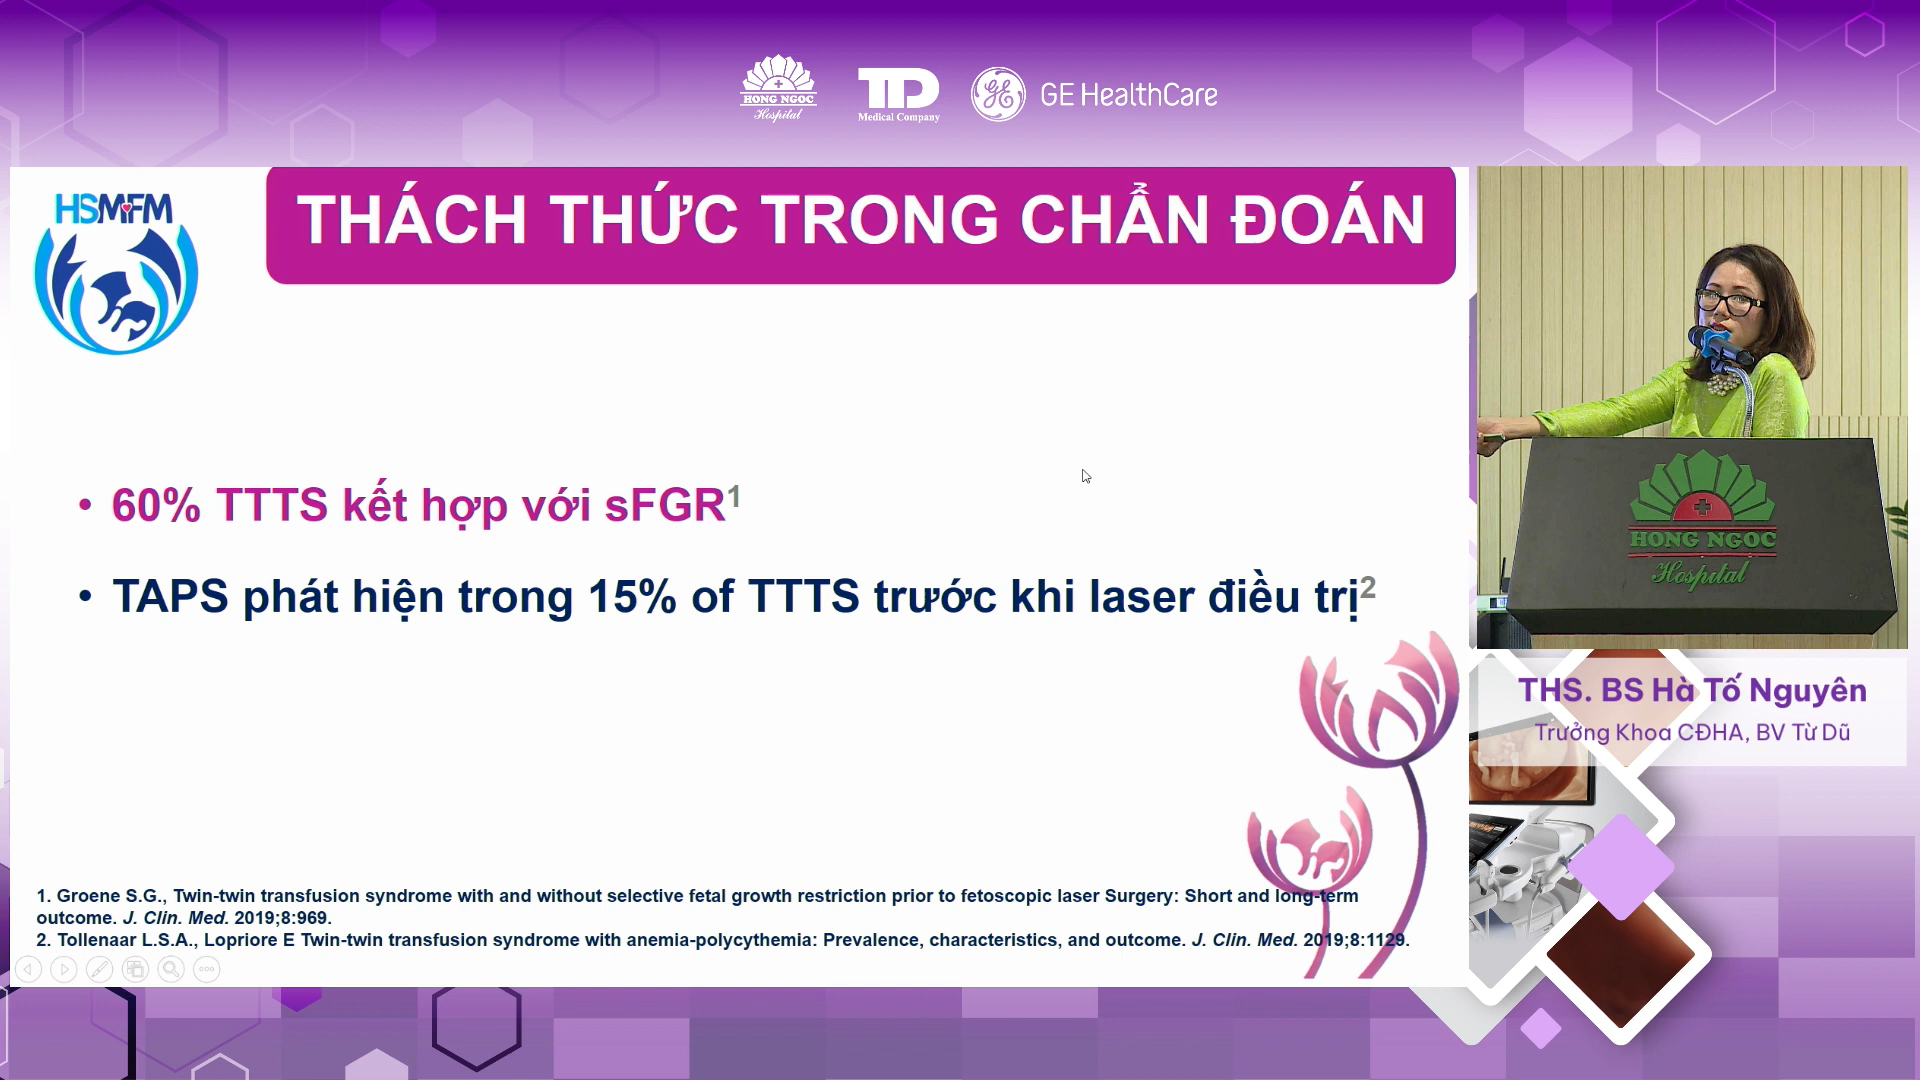 HONG NGOC
Hospital
TD
Medical Company
GE HealthCare
HSMFM
THÁCH THỨC TRONG CHẨN ĐOÁN
• 60% TTTS kết hợp với sFGR1
• TAPS phát hiện trong 15% of TTTS trước khi laser điều trị2
1. Groene S.G., Twin-twin transfusion syndrome with and without selective fetal growth restriction prior to fetoscopic laser Surgery: Short and long-term
outcome. J. Clin. Med. 2019;8:969.
2. Tollenaar L.S.A., Lopriore E Twin-twin transfusion syndrome with anemia-polycythemia: Prevalence, characteristics, and outcome. J. Clin. Med. 2019;8:1129.
HONG NGOC
Hospital
THS. BS Hà Tố Nguyên
Trưởng Khoa CĐHA, BV Từ Dũ